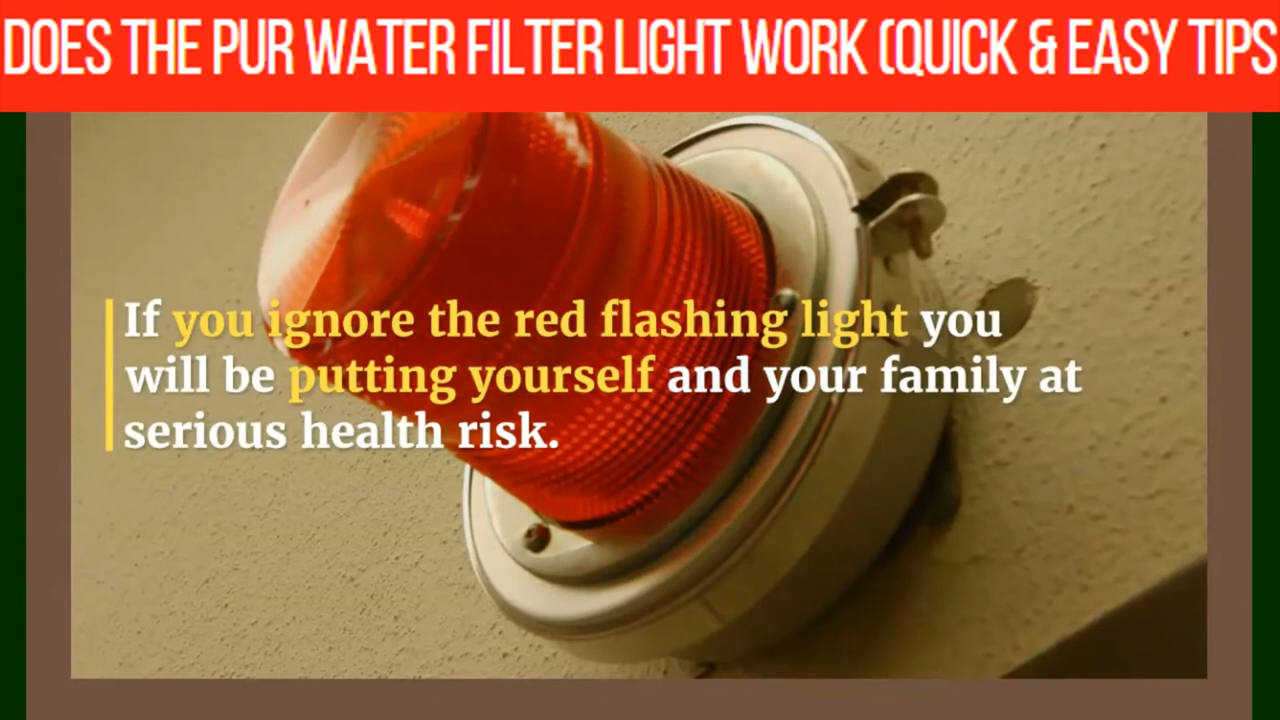 DOES THE PUR WATER FILTER LIGHT WORK (QUICK & EASY TIPS
If you ignore the red flashing light you
will be putting yourself and your family at
serious health risk.